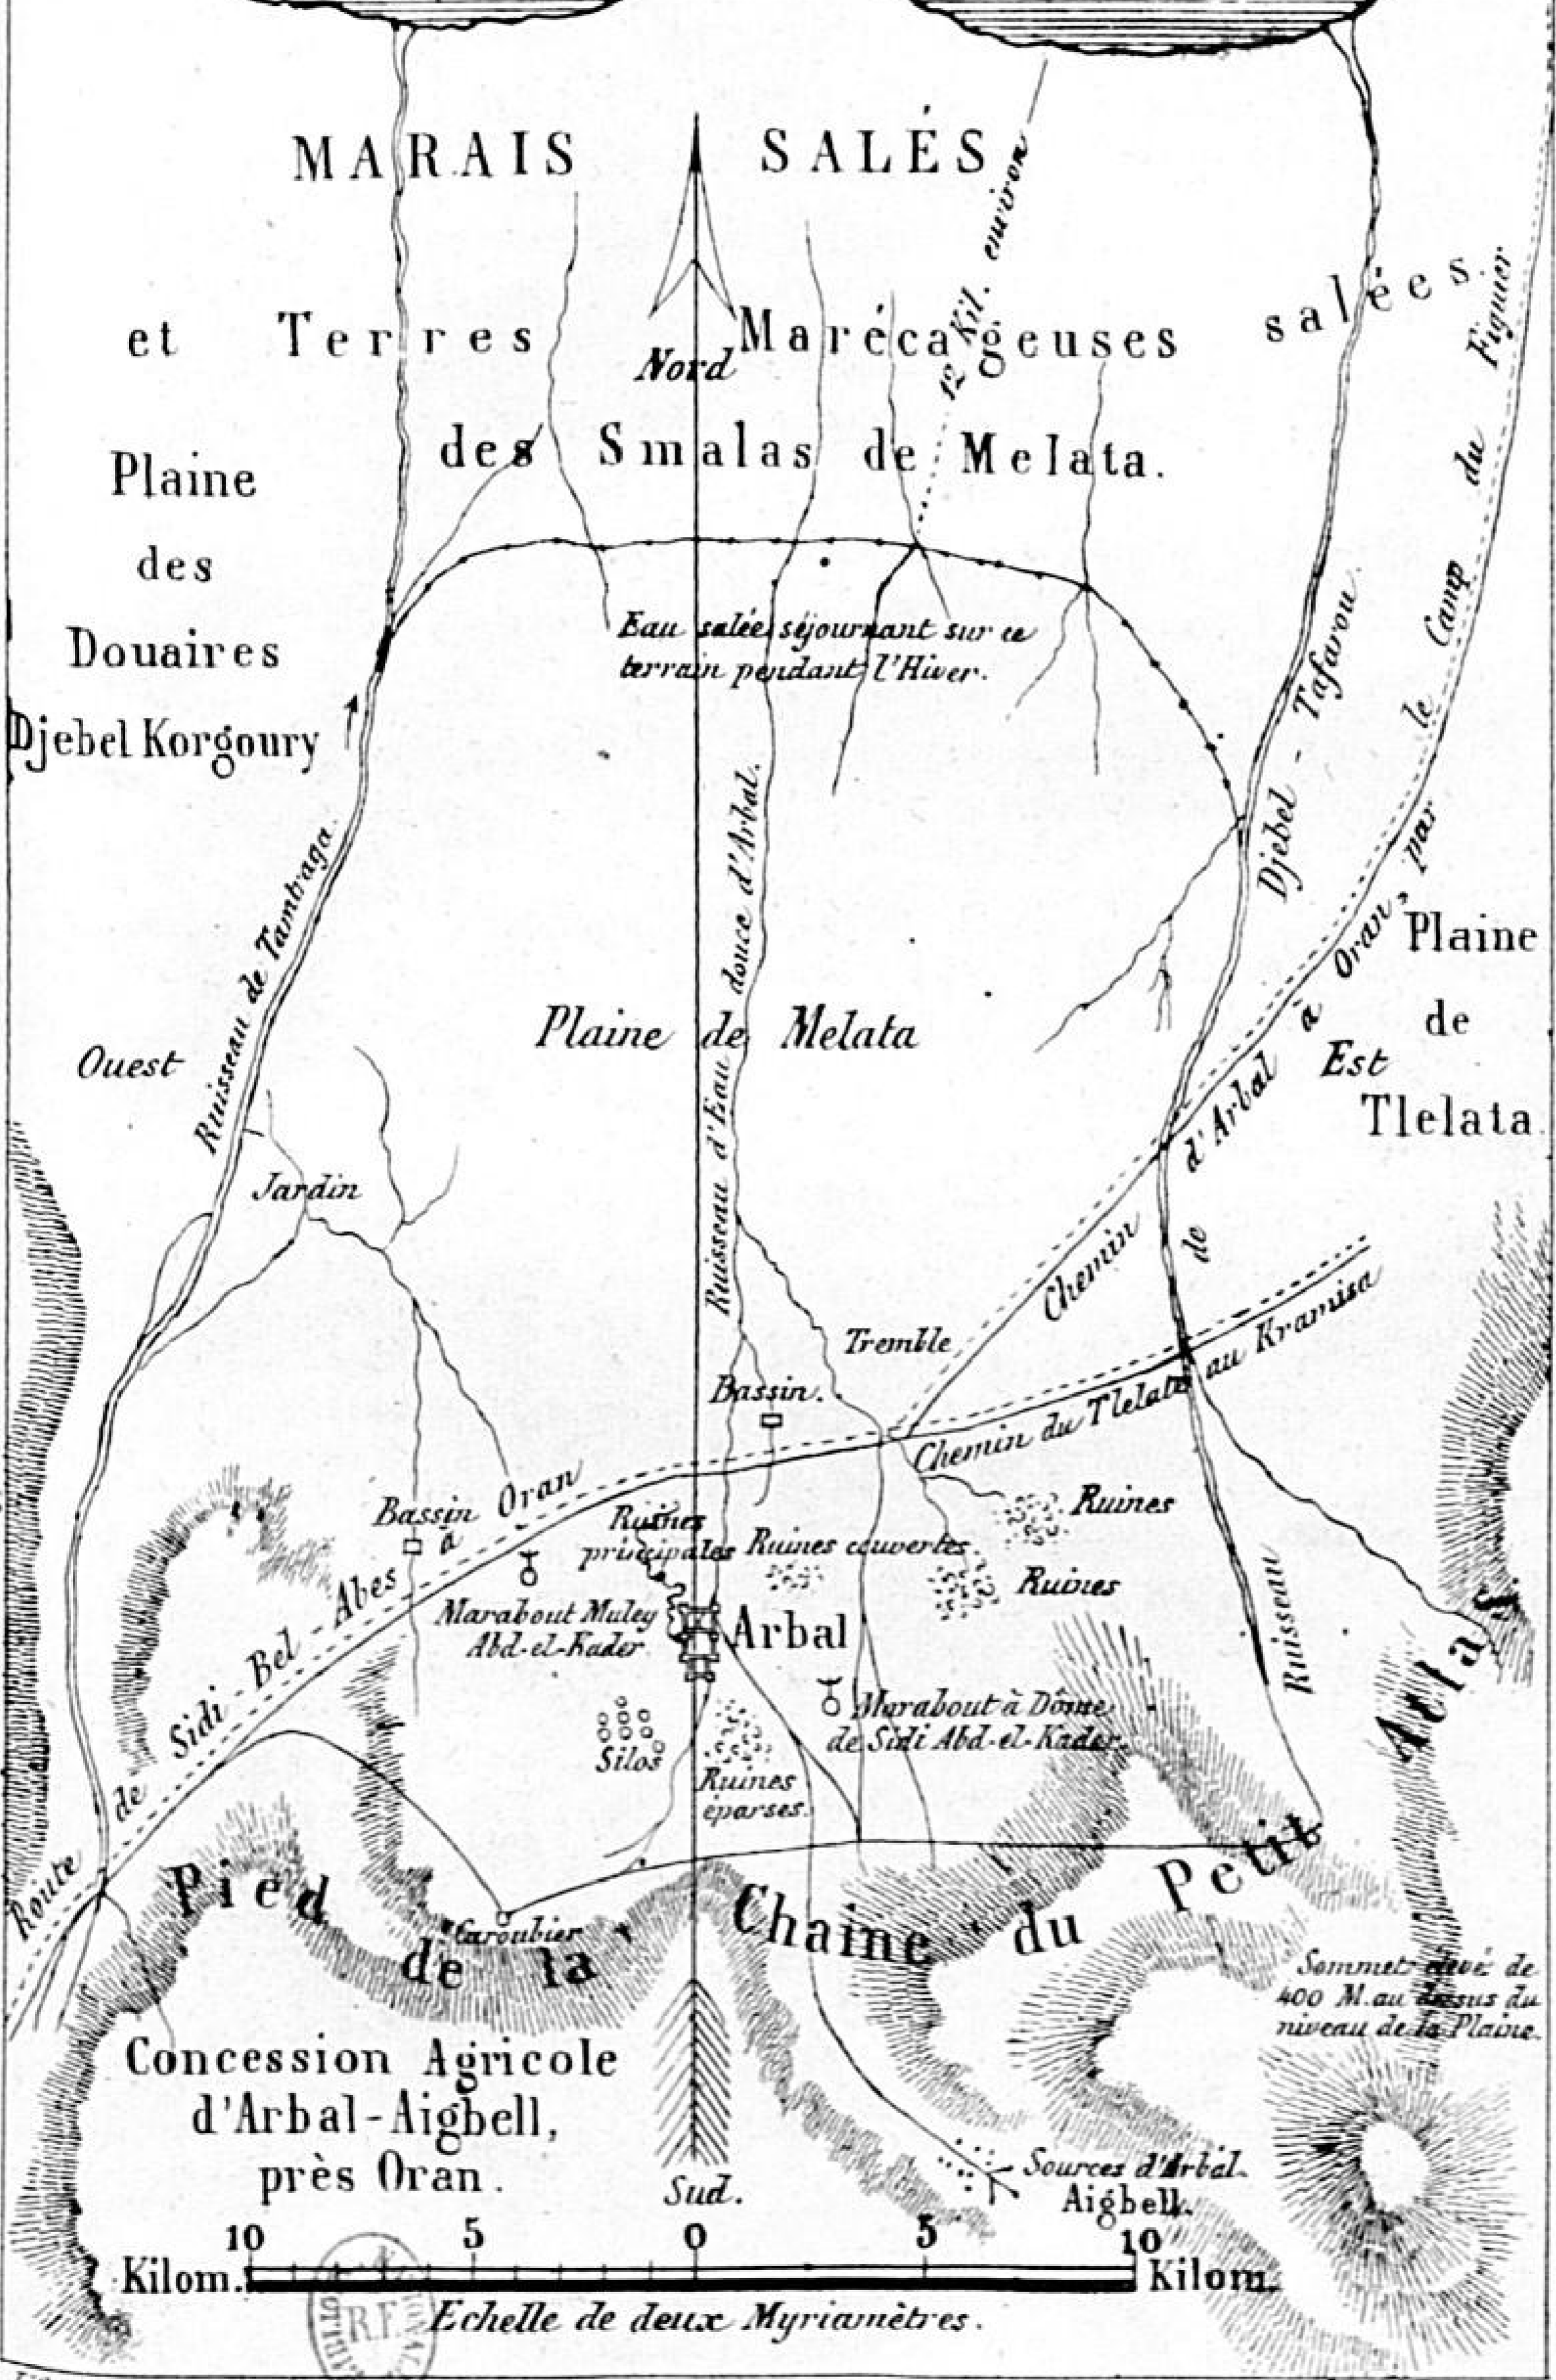 MARAIS SALÉS
12 Kil. environ
et Terres Marécageuses salées
Nord
des Smalas de Melata.
Plaine
des
Douaires
Djebel Korgoury
Eau salée séjournant sur ce
terrain pendant l'Hiver.
Ruisseau de Tambraga.
Ruisseau d'Eau douce d'Arbal.
Ruisseau de Djebel-Tafarou
Chemin d'Arbal à Oran, par le Camp du Figuier
Plaine
de
Tlelata.
Est
Ouest
Plaine de Melata
Jardin
Tremble
Bassin.
Chemin du Tlelate au Kramisa
Route de Sidi-Bel-Abes à Oran
Bassin
Ruines
principales
Ruines couvertes.
Ruines
Ruines
Marabout Muley
Abd-el-Kader
Arbal
Marabout à Dôme
de Sidi Abd-el-Kader.
Silos
Ruines
éparses.
Caroubier
Pied de la Chaine du Petit Atlas
Sommet élevé de
400 M. au dessus du
niveau de la Plaine.
Concession Agricole
d'Arbal-Aigbell,
près Oran.
Sud.
Sources d'Arbal-
Aigbell.
10 5 0 5 10
Kilom. Kilom.
Echelle de deux Myriamètres.
R.F.